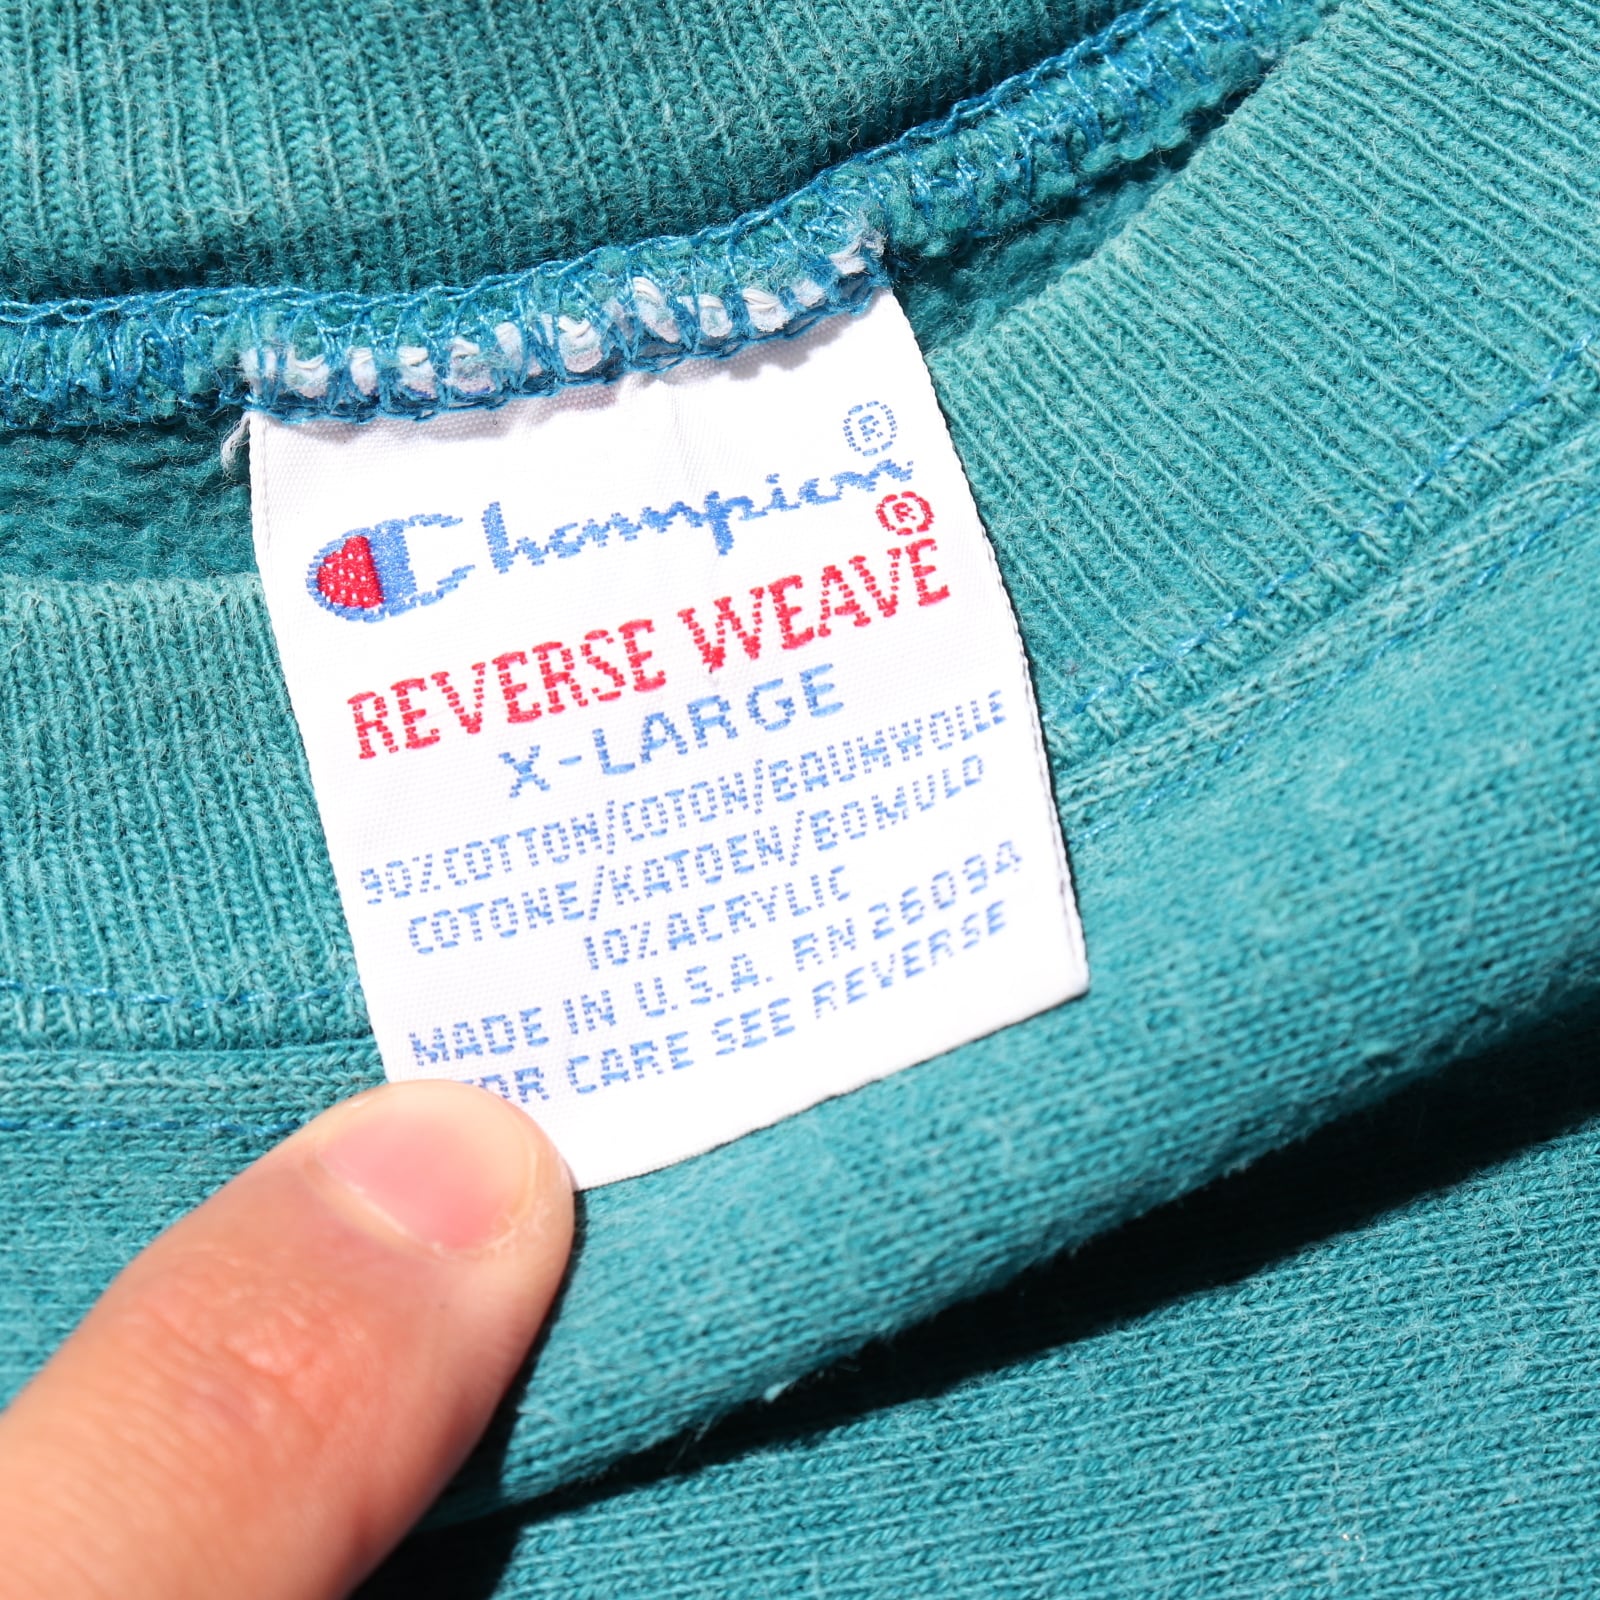 Champion®
REVERSE WEAVE®
X-LARGE
90%COTTON/COTON/BAUMWOLLE
COTONE/KATOEN/BOMULD
10%ACRYLIC
MADE IN U.S.A. RN 26094
FOR CARE SEE REVERSE